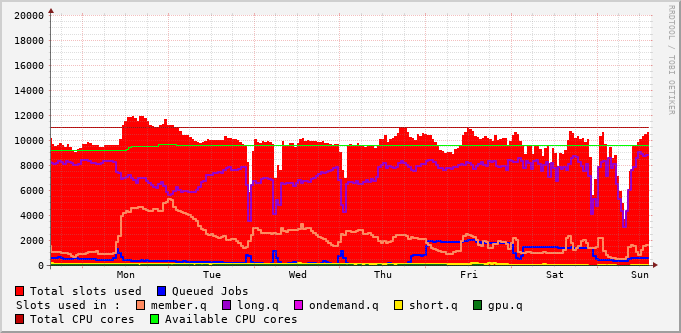 RRDTOOL / TOBI OETIKER
20000
18000
16000
14000
12000
10000
8000
6000
4000
2000
0
Mon Tue Wed Thu Fri Sat Sun
Total slots used Queued Jobs
Slots used in : member.q long.q ondemand.q short.q gpu.q
Total CPU cores Available CPU cores